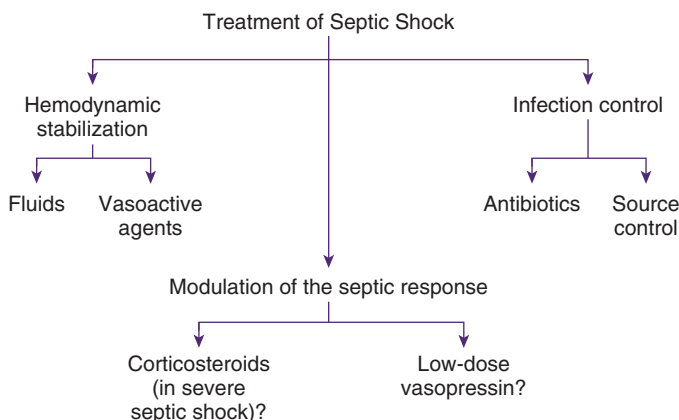 Treatment of Septic Shock
Hemodynamic
stabilization
Infection control
Fluids
Vasoactive
agents
Antibiotics
Source
control
Modulation of the septic response
Corticosteroids
(in severe
septic shock)?
Low-dose
vasopressin?